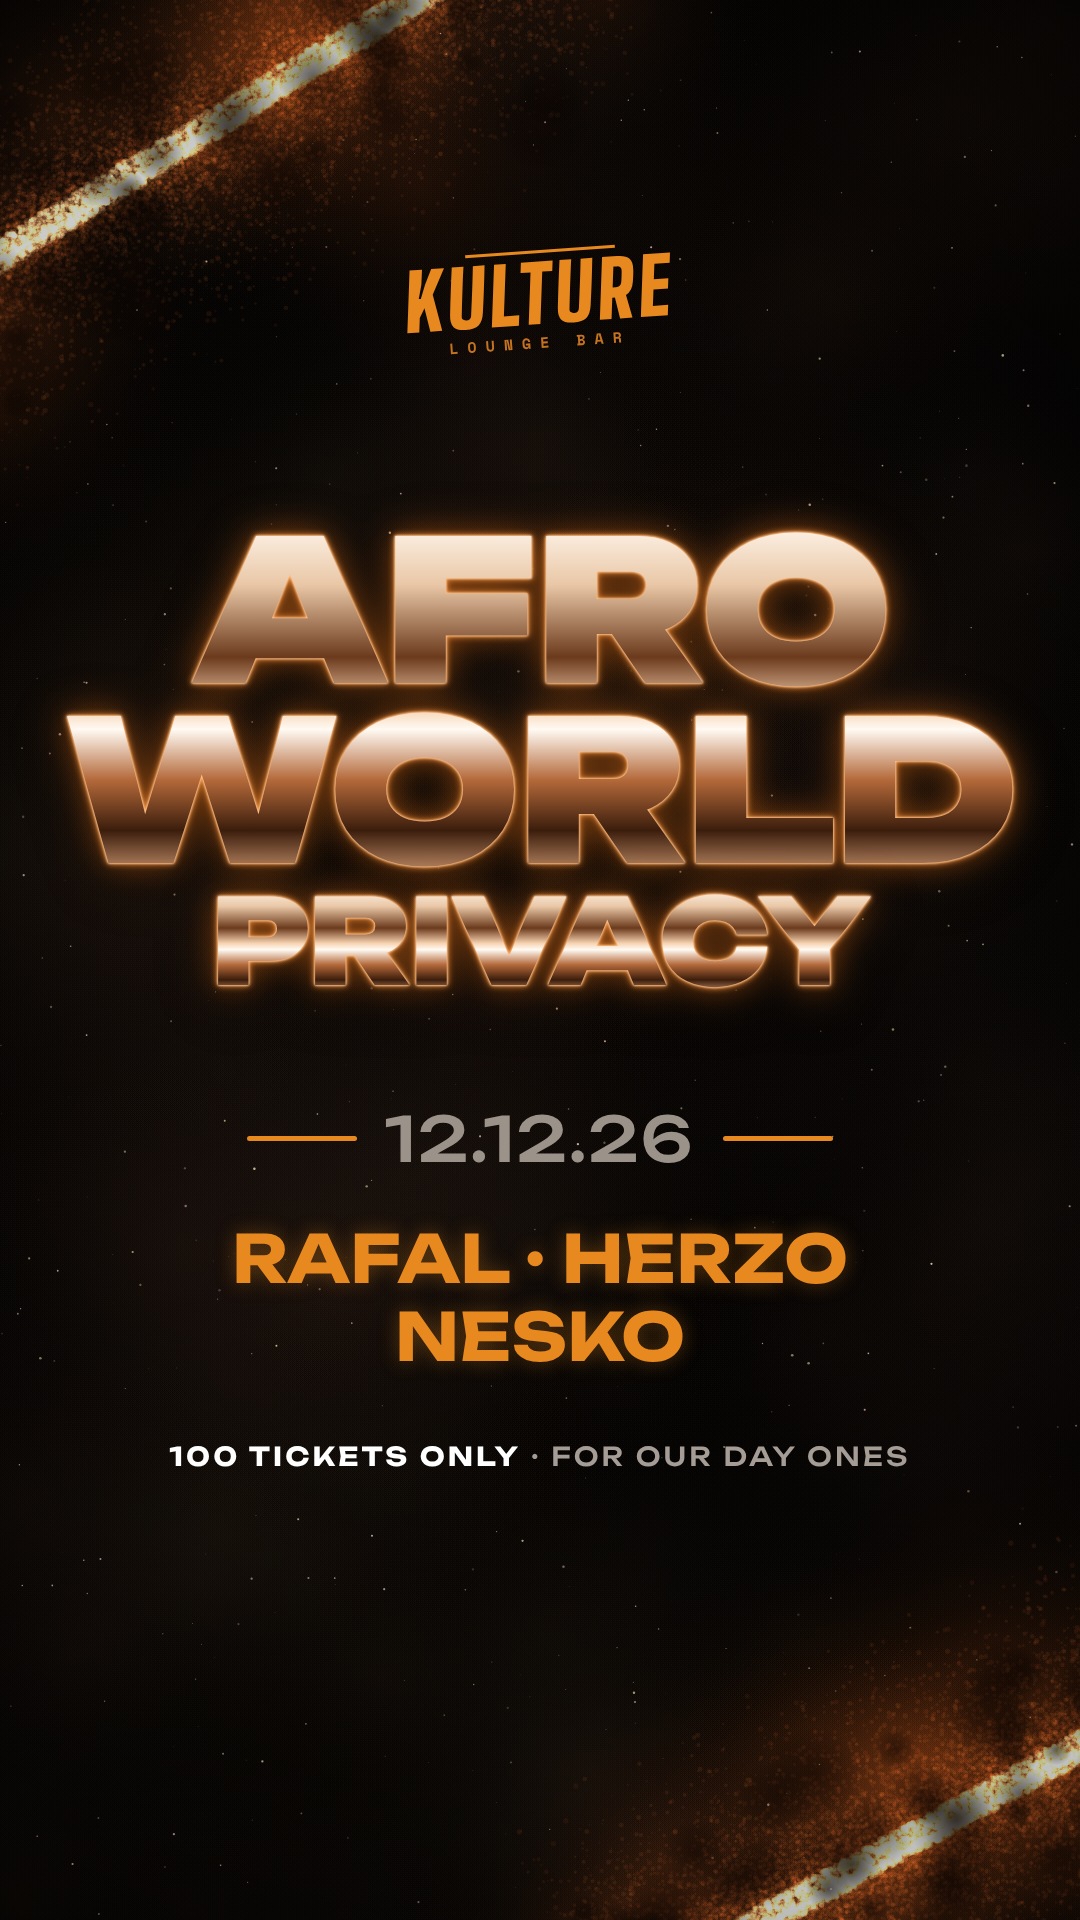 KULTURE
LOUNGE BAR
AFRO
WORLD
PRIVACY
12.12.26
RAFAL · HERZO
NESKO
100 TICKETS ONLY · FOR OUR DAY ONES